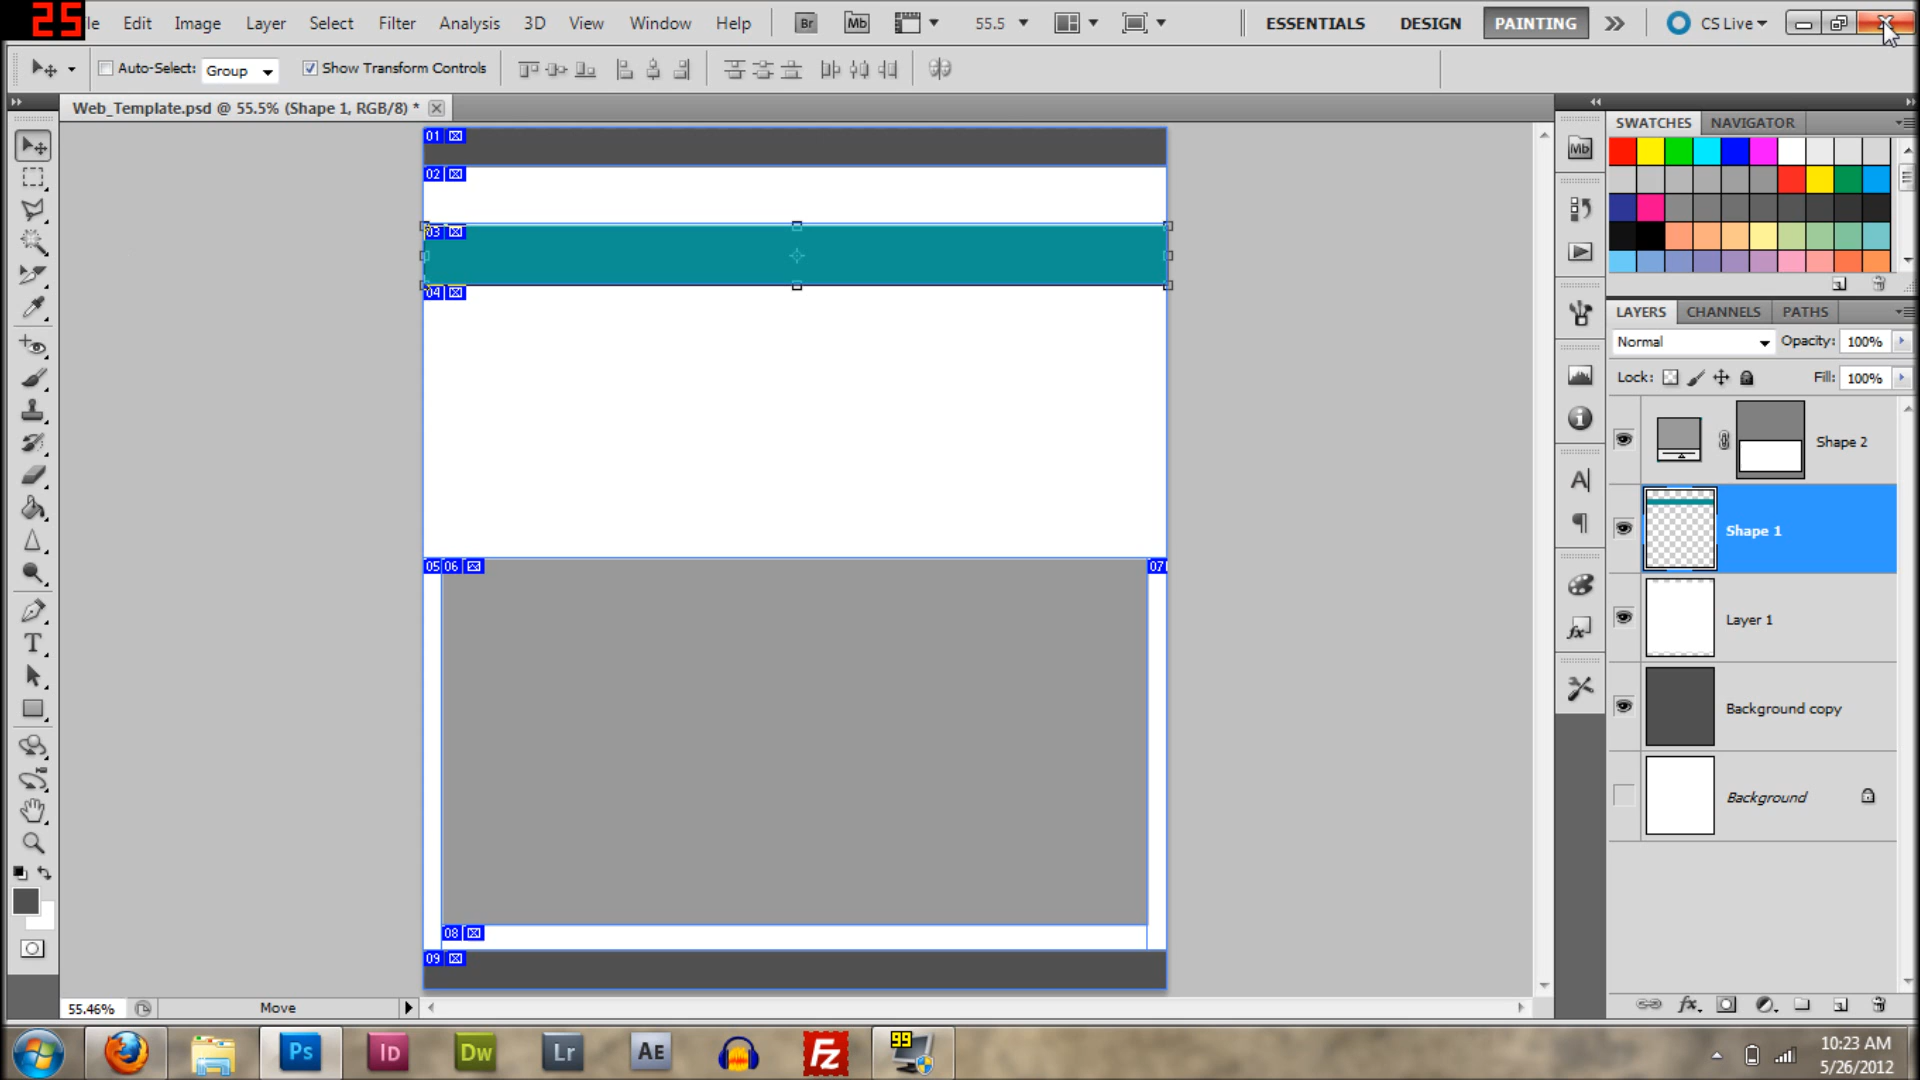 25 le Edit Image Layer Select Filter Analysis 3D View Window Help Br Mb 55.5 ESSENTIALS DESIGN PAINTING CS Live
Auto-Select: Group Show Transform Controls
Web_Template.psd @ 55.5% (Shape 1, RGB/8) *
01
02
03
04
05 06 07
08
09
Mb
SWATCHES NAVIGATOR
LAYERS CHANNELS PATHS
Normal Opacity: 100%
Lock: Fill: 100%
Shape 2
Shape 1
Layer 1
Background copy
Background
55.46% Move
Ps Id Dw Lr AE Fz 99
10:23 AM
5/26/2012